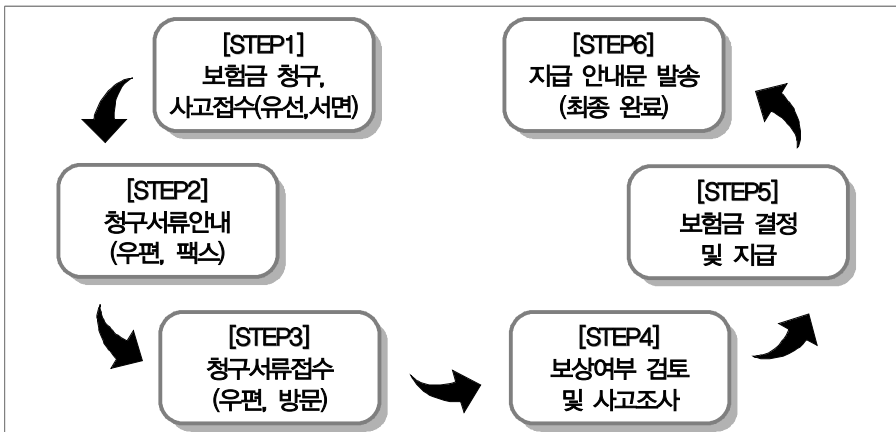 [STEP1]
보험금 청구,
사고접수(유선,서면)
[STEP2]
청구서류안내
(우편, 팩스)
[STEP3]
청구서류접수
(우편, 방문)
[STEP4]
보상여부 검토
및 사고조사
[STEP5]
보험금 결정
및 지급
[STEP6]
지급 안내문 발송
(최종 완료)